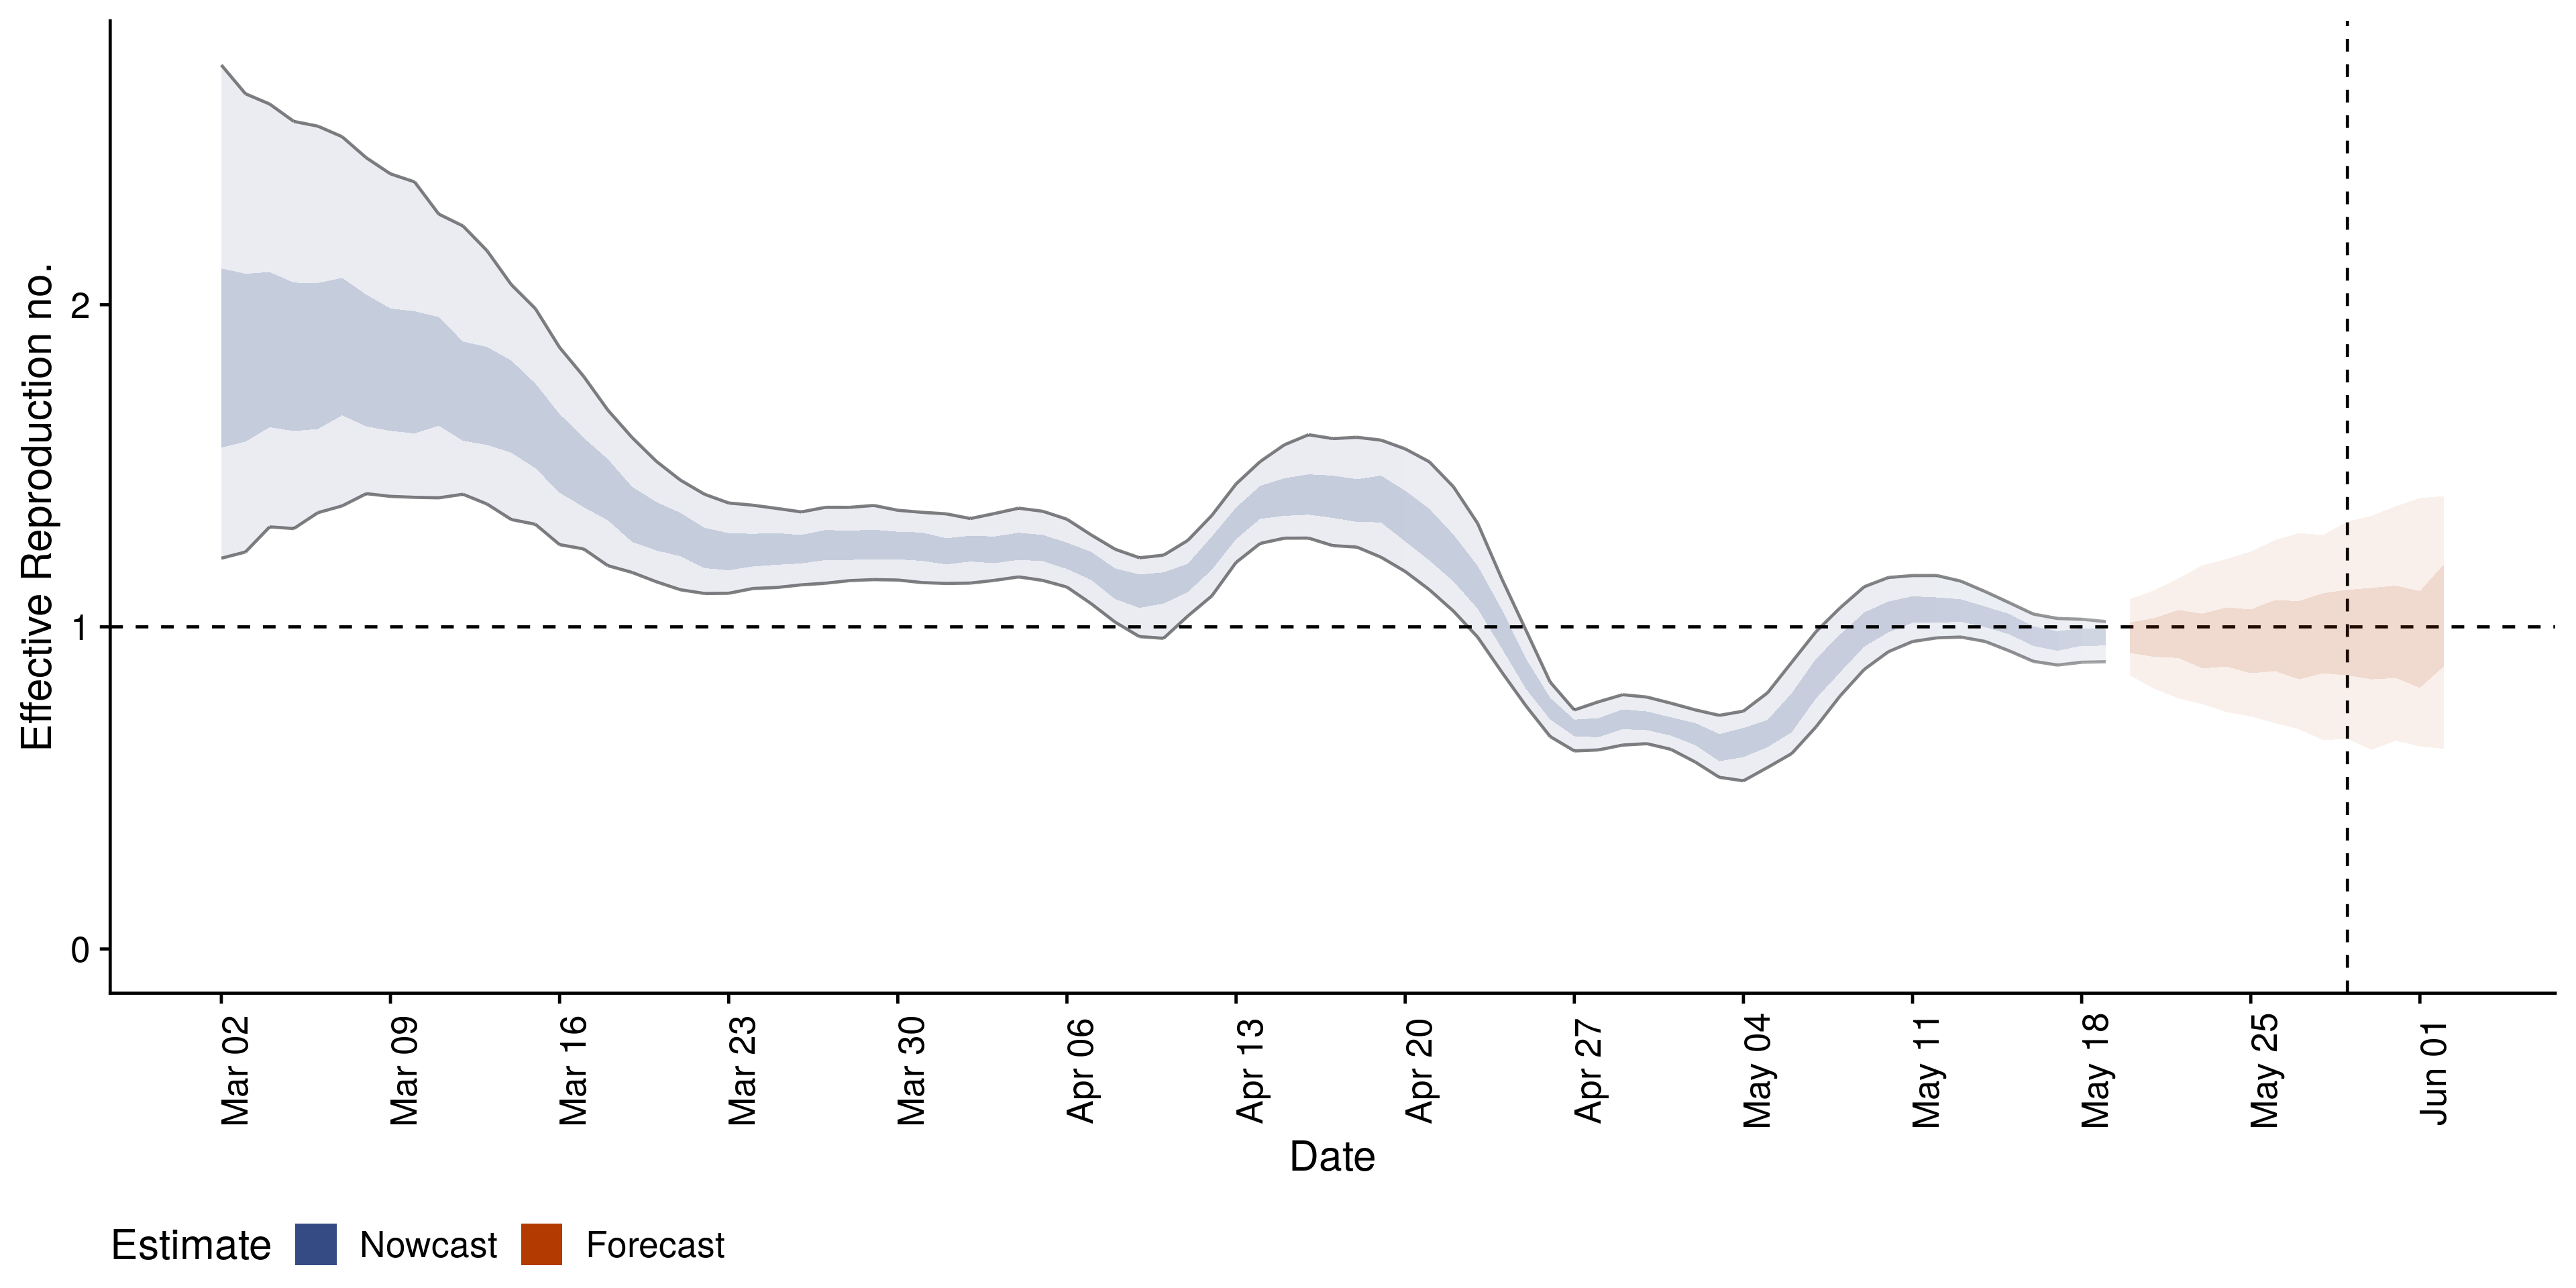 Effective Reproduction no.
2
1
0
Mar 02
Mar 09
Mar 16
Mar 23
Mar 30
Apr 06
Apr 13
Apr 20
Apr 27
May 04
May 11
May 18
May 25
Jun 01
Date
Estimate Nowcast Forecast